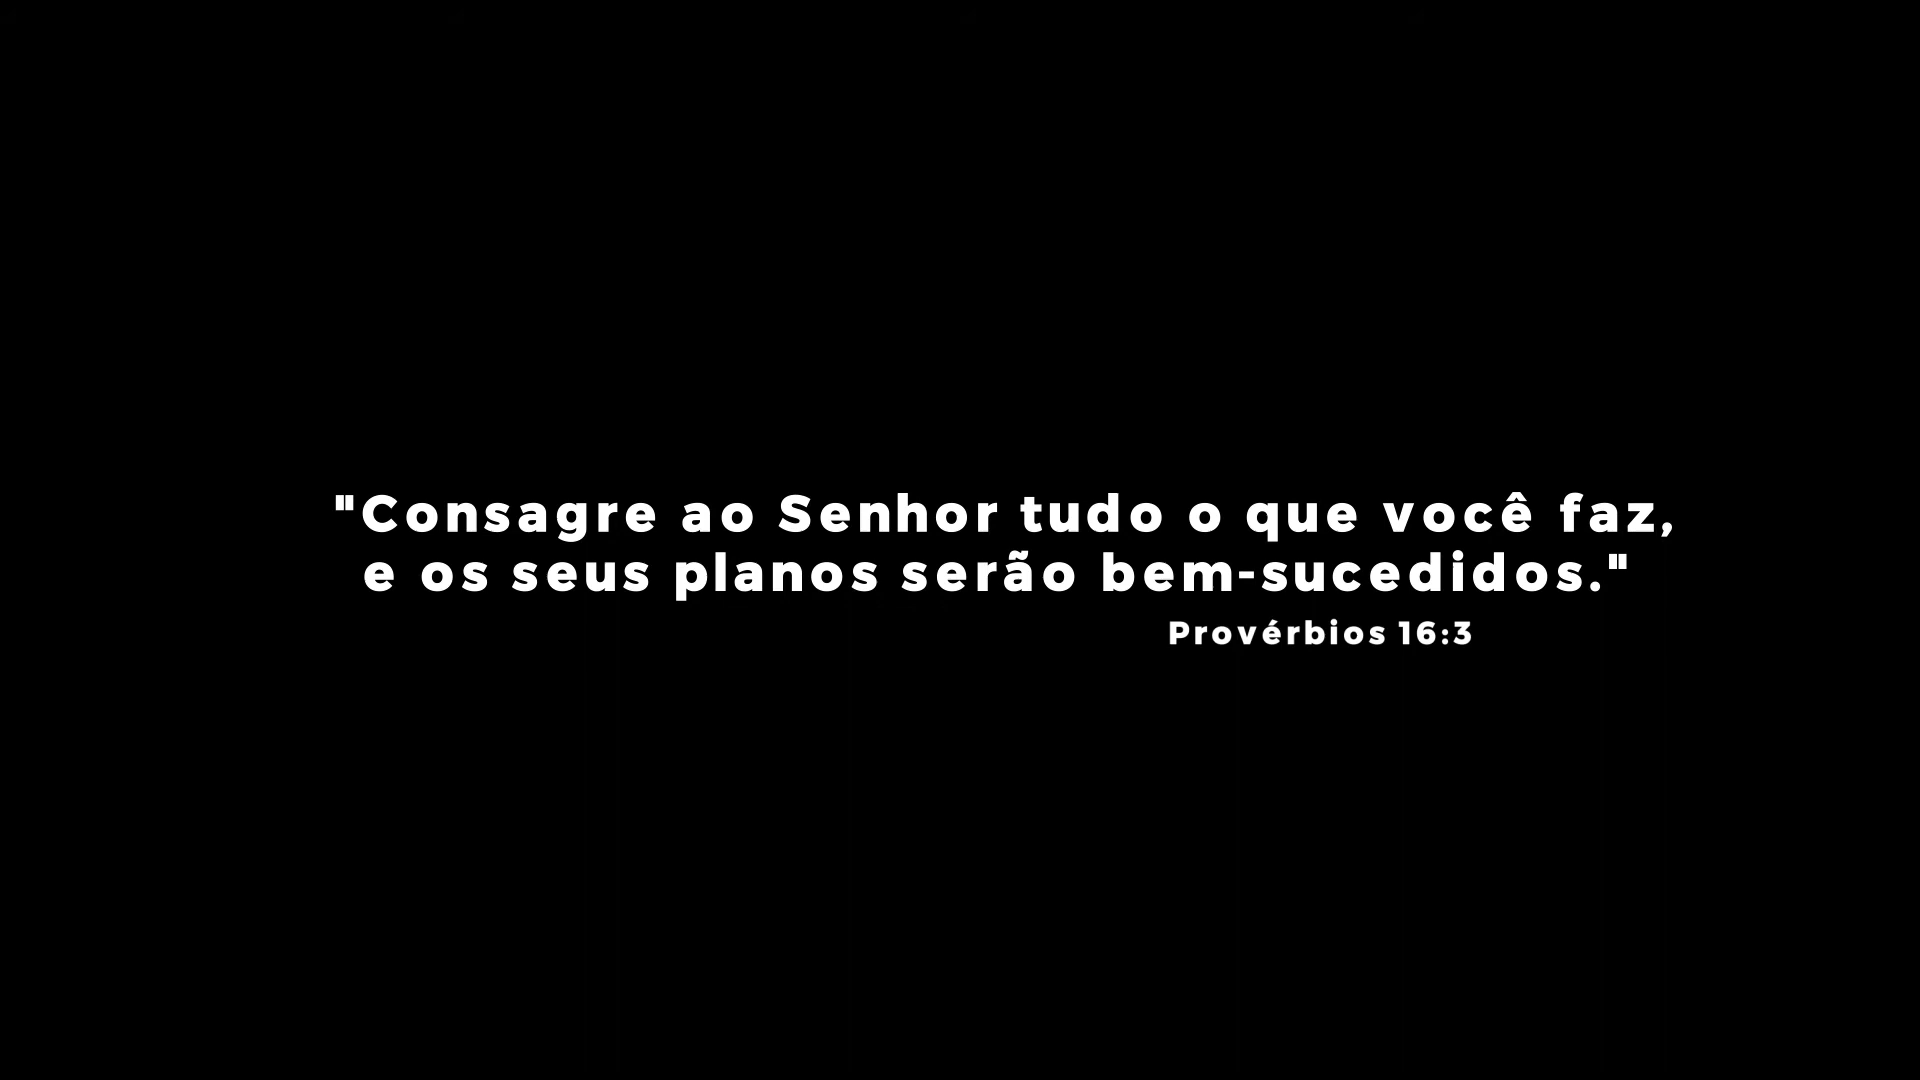 "Consagre ao Senhor tudo o que você faz,
e os seus planos serão bem-sucedidos."
Provérbios 16:3